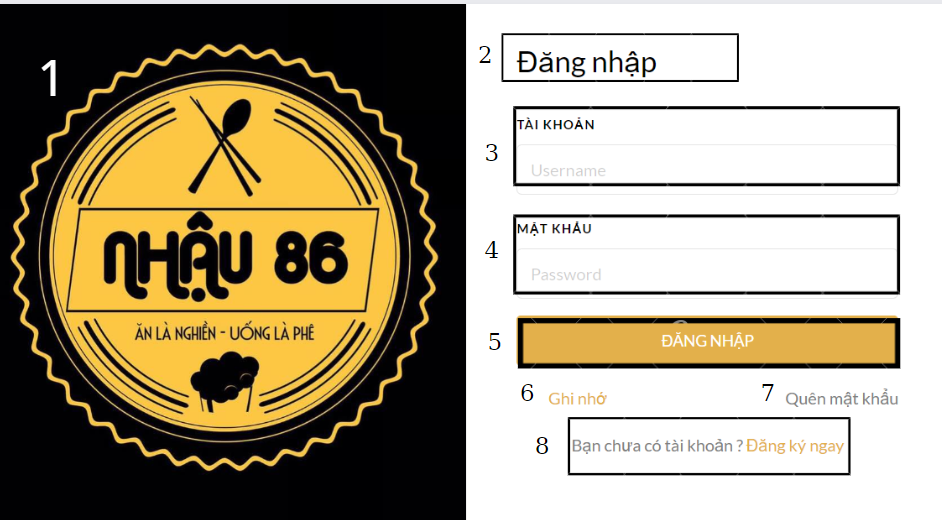 1
NHẬU 86
ĂN LÀ NGHIỀN - UỐNG LÀ PHÊ
2
Đăng nhập
TÀI KHOẢN
3
Username
MẬT KHẨU
4
Password
5
ĐĂNG NHẬP
6 Ghi nhớ
7 Quên mật khẩu
8 Bạn chưa có tài khoản ? Đăng ký ngay